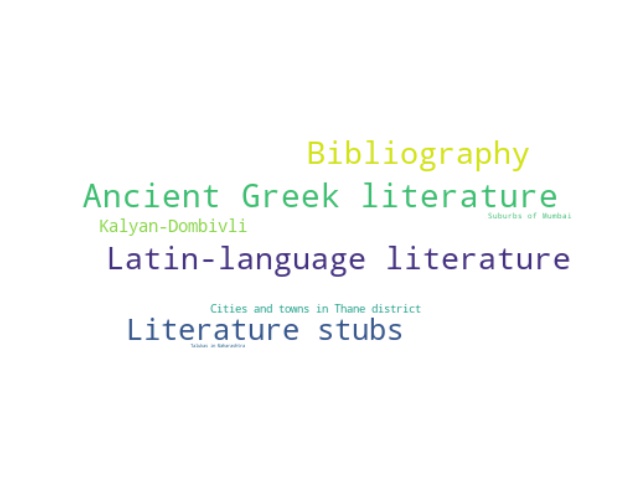 Bibliography
Ancient Greek literature
Suburbs of Mumbai
Kalyan-Dombivli
Latin-language literature
Cities and towns in Thane district
Literature stubs
Talukas in Maharashtra